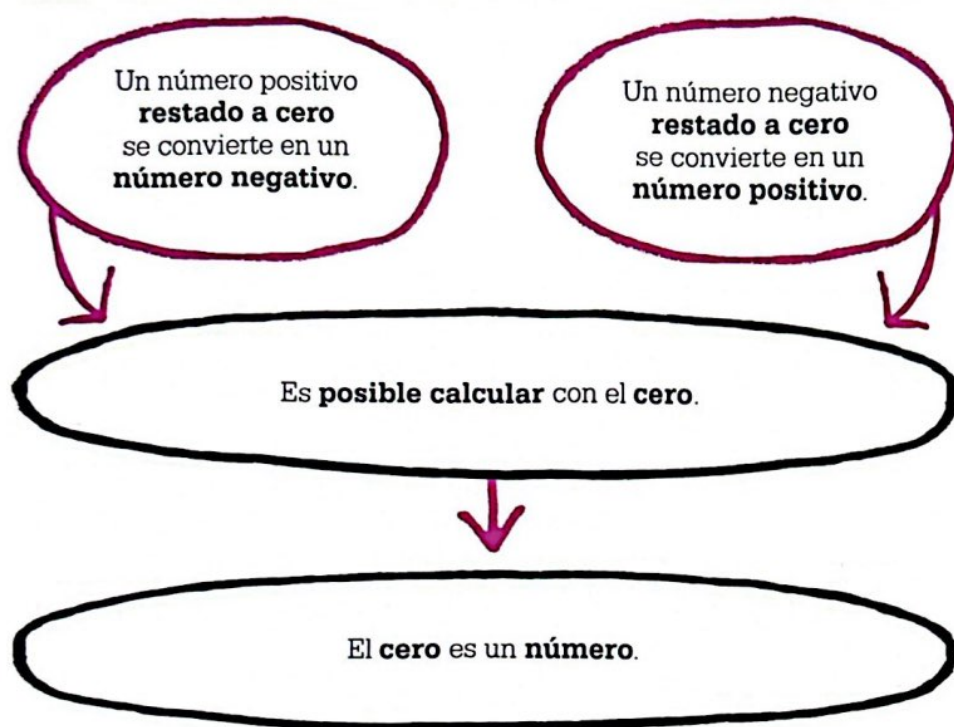 Un número positivo
restado a cero
se convierte en un
número negativo.
Un número negativo
restado a cero
se convierte en un
número positivo.
Es posible calcular con el cero.
El cero es un número.